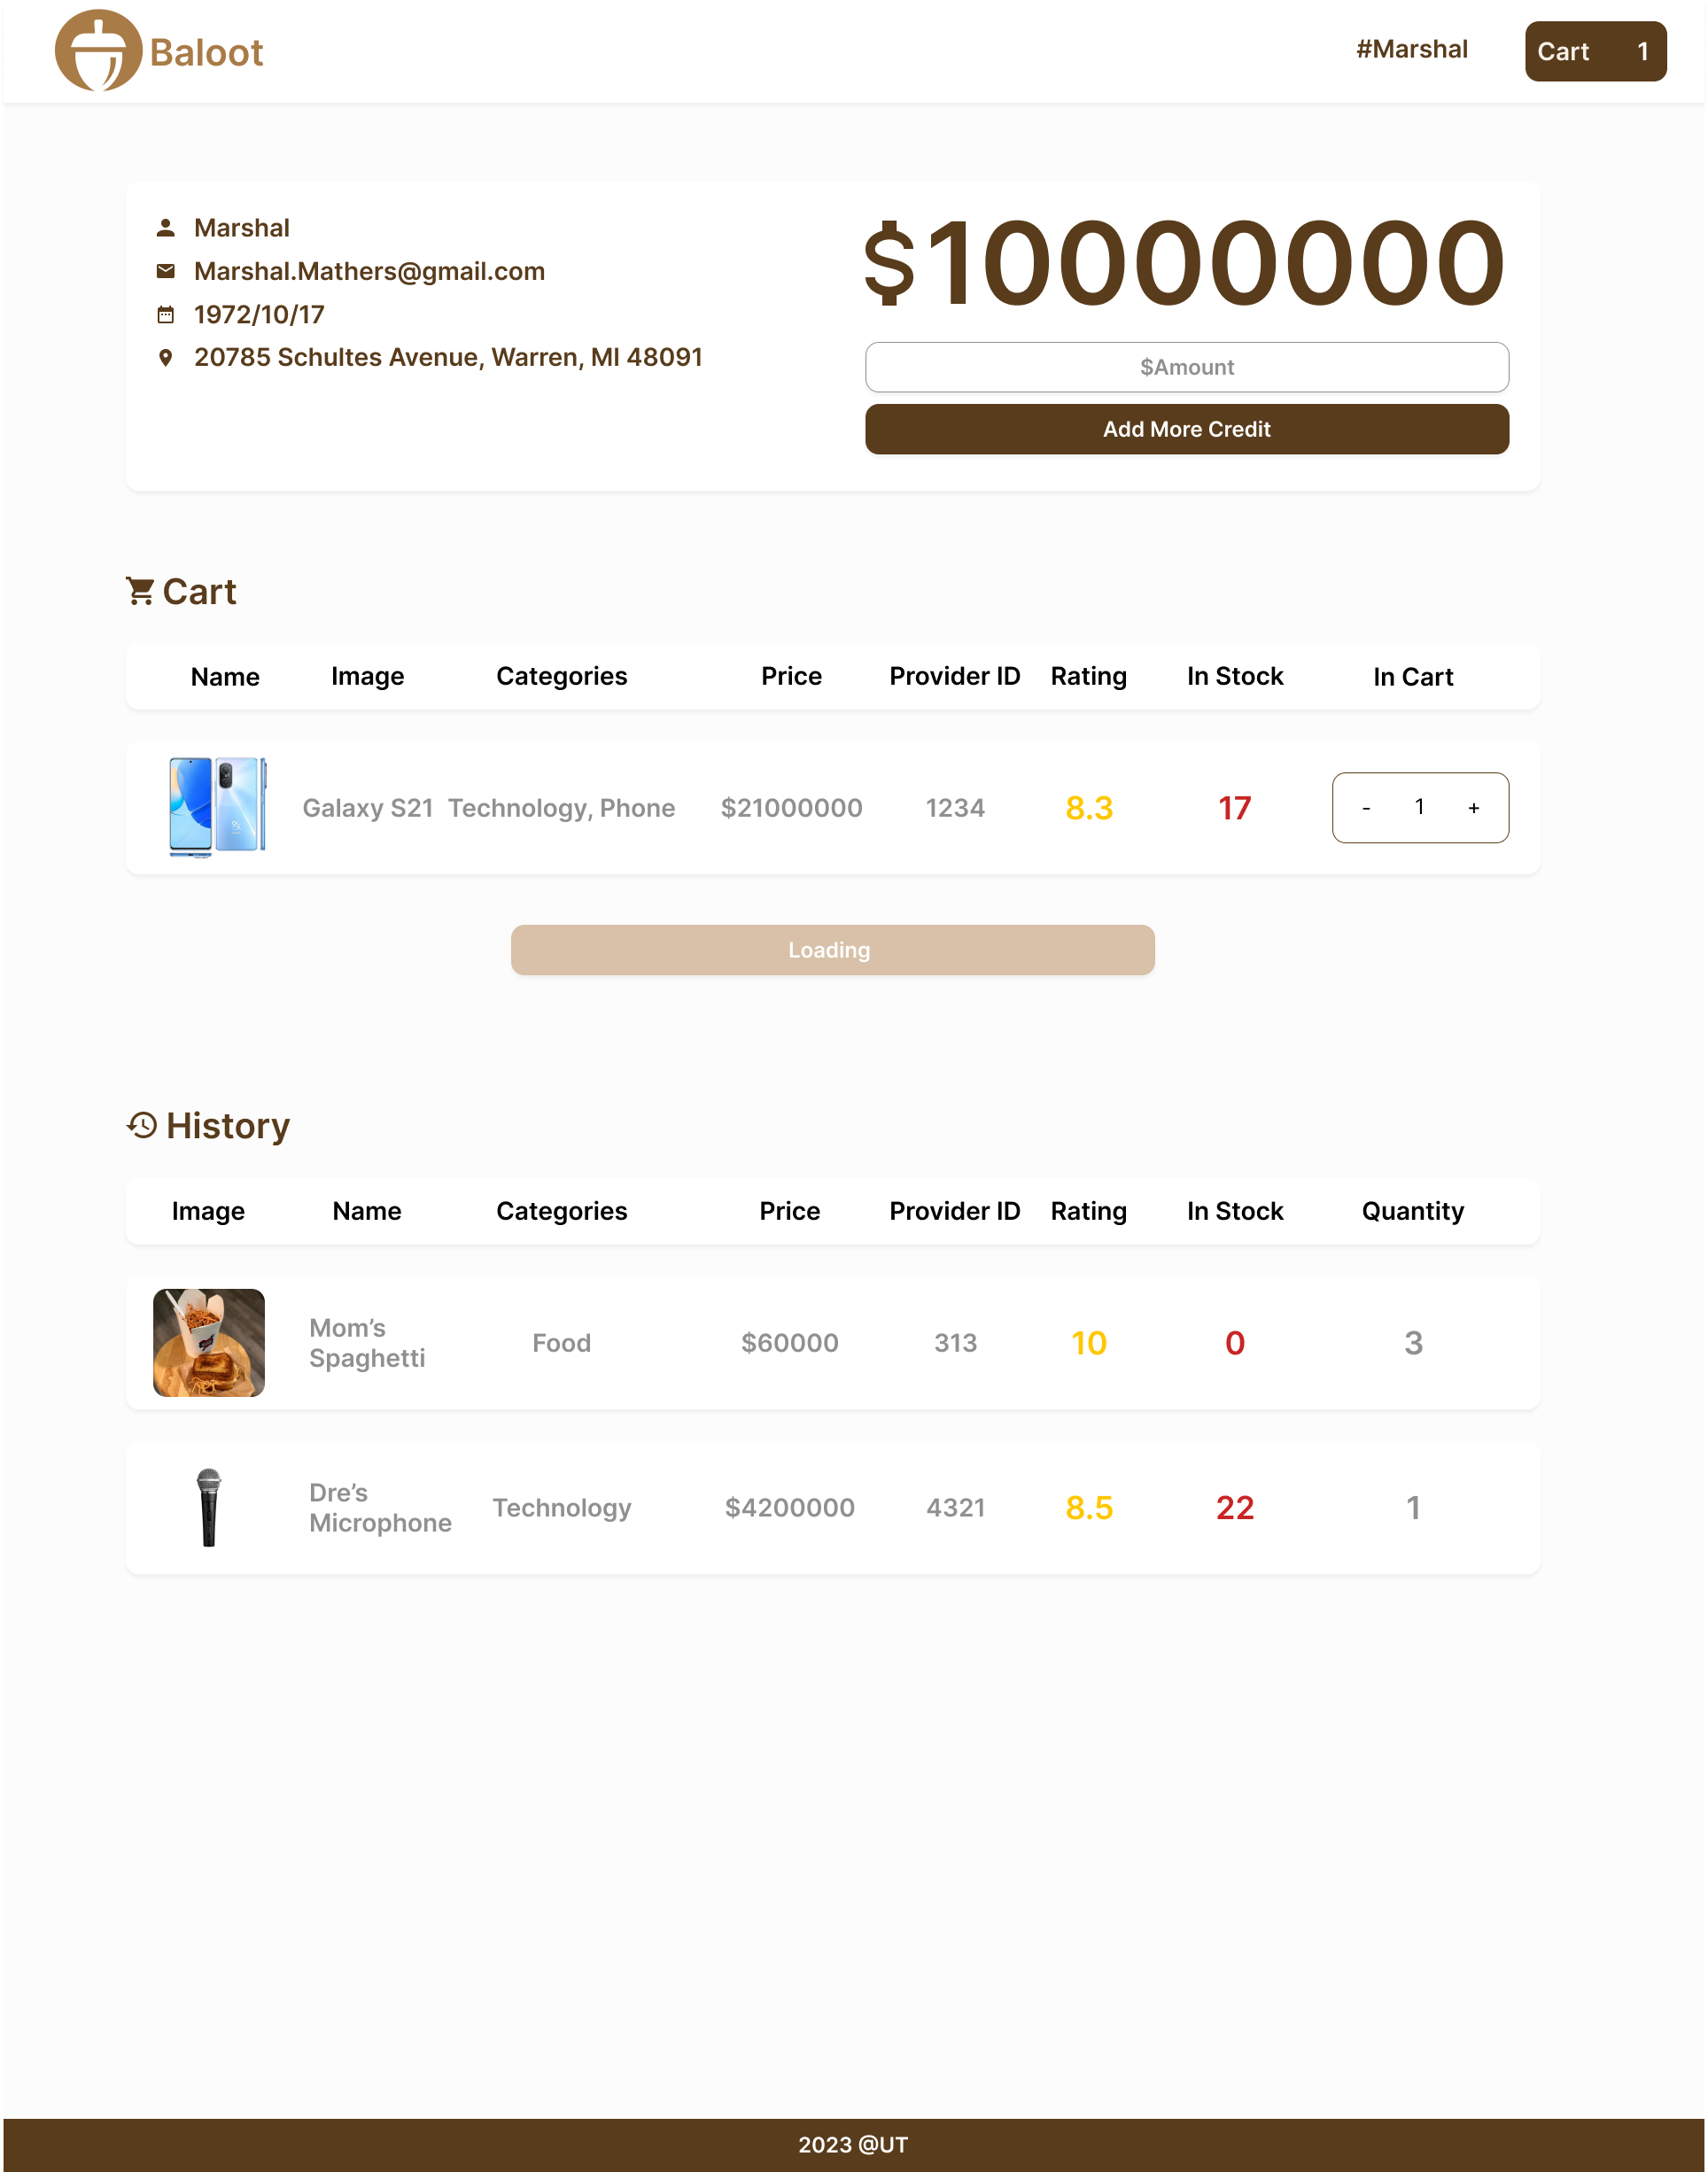 Baloot
#Marshal
Cart 1
Marshal
Marshal.Mathers@gmail.com
1972/10/17
20785 Schultes Avenue, Warren, MI 48091
$10000000
$Amount
Add More Credit
Cart
Name Image Categories Price Provider ID Rating In Stock In Cart
Galaxy S21 Technology, Phone $21000000 1234 8.3 17 - 1 +
Loading
History
Image Name Categories Price Provider ID Rating In Stock Quantity
Mom’s
Spaghetti
Food $60000 313 10 0 3
Dre’s
Microphone
Technology $4200000 4321 8.5 22 1
2023 @UT